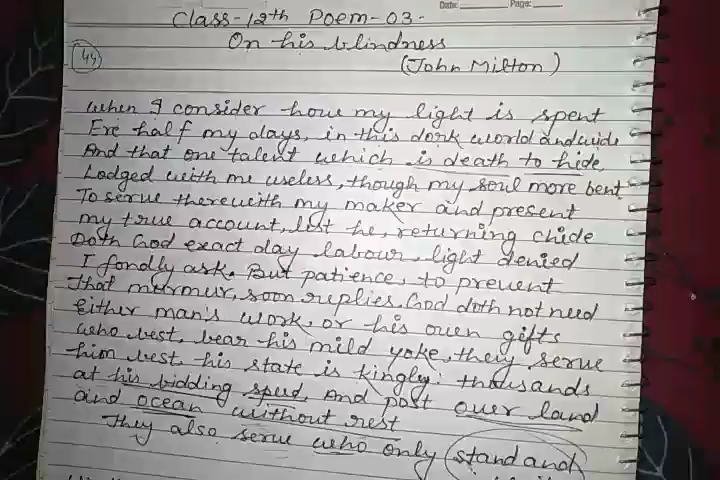 Date: Page:
Class-12th Poem-03.
On his blindness
44
(John Milton)
when I consider how my light is spent
Ere half my days, in this dark world and wide
And that one talent which is death to hide
Lodged with me useless, though my soul more bent
To serve therewith my maker and present
my true account, lest he, returning chide
Doth God exact day labour, light denied
I fondly ask. But patience, to prevent
that murmur, soon replies. God doth not need
Either man's work, or his own gifts
who best, bear his mild yoke, they serve
him best his state is kingly: thousands
at his bidding speed, And post over land
and ocean without rest
They also serve who only stand and